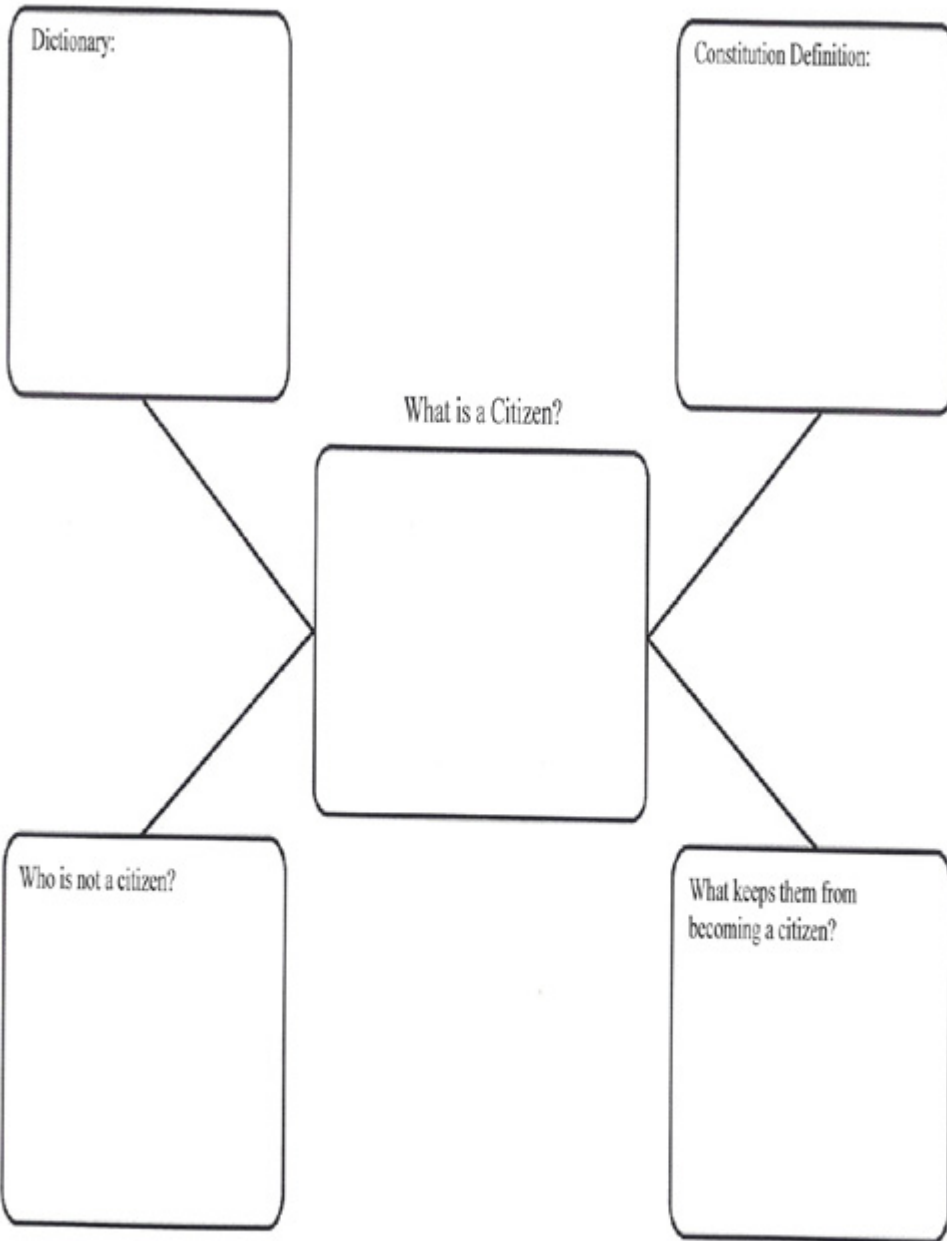 Dictionary:
Constitution Definition:
What is a Citizen?
Who is not a citizen?
What keeps them from
becoming a citizen?